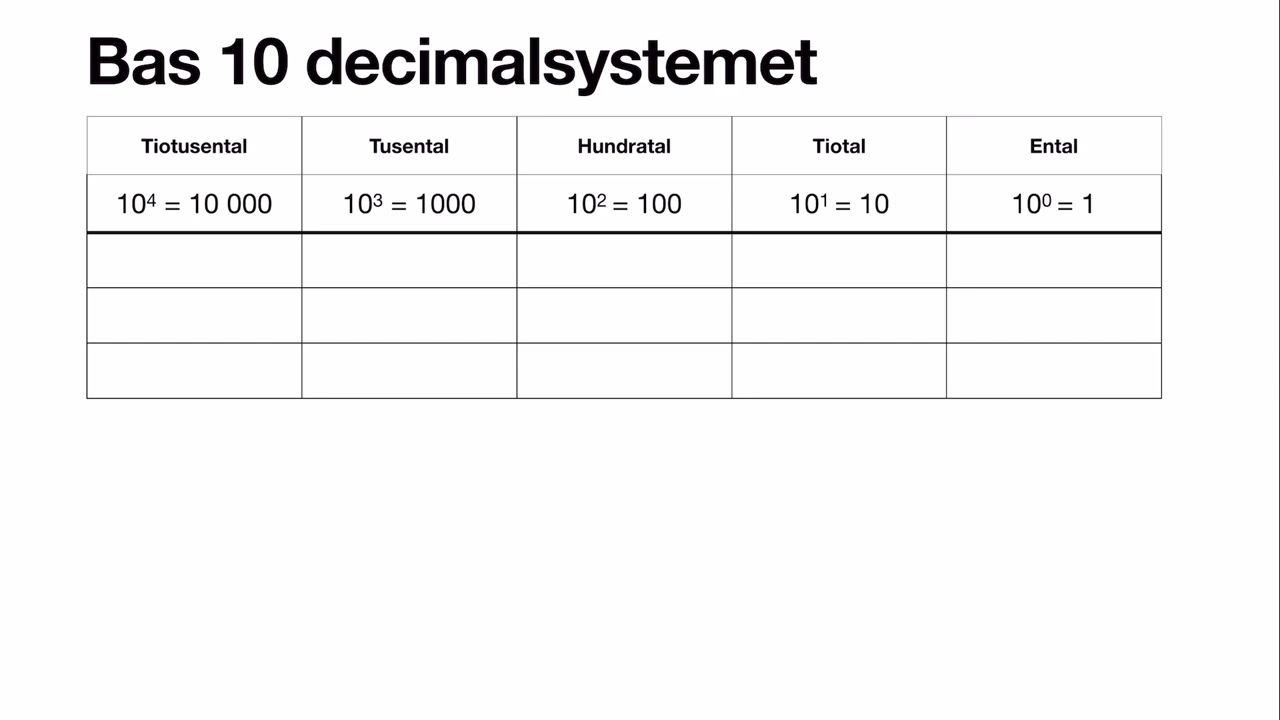 Bas 10 decimalsystemet
Tiotusental Tusental Hundratal Tiotal Ental
10⁴ = 10 000 10³ = 1000 10² = 100 10¹ = 10 10⁰ = 1